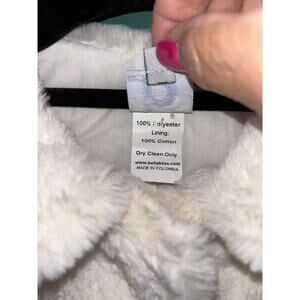 ®
100% Polyester
Lining:
100% Cotton
Dry Clean Only
www.bellabliss.com
MADE IN COLOMBIA